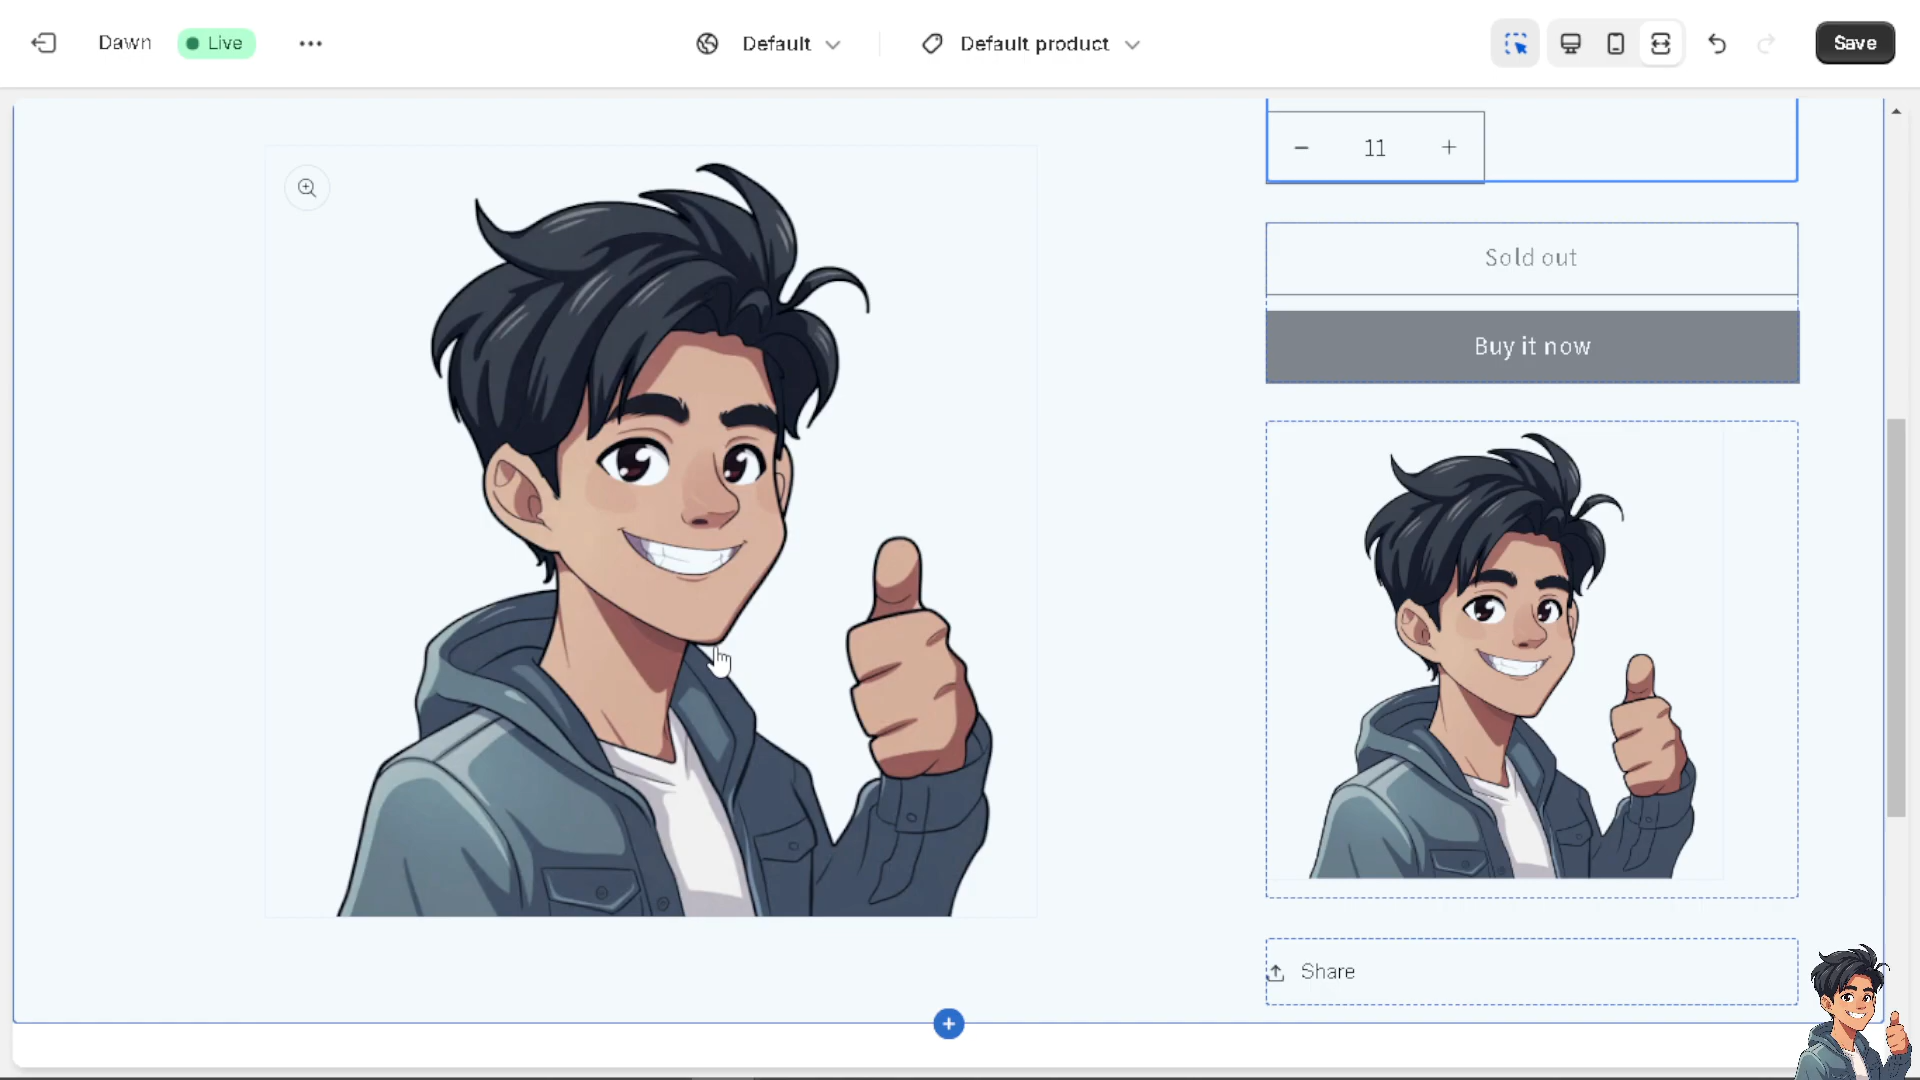 Dawn
Live
Default
Default product
Save
11
Sold out
Buy it now
Share